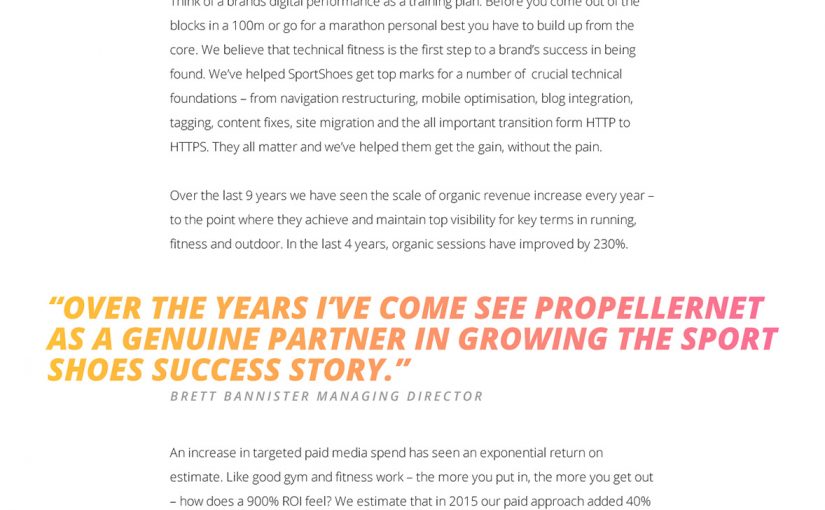 Think of a brands digital performance as a training plan. Before you come out of the
blocks in a 100m or go for a marathon personal best you have to build up from the
core. We believe that technical fitness is the first step to a brand’s success in being
found. We’ve helped SportShoes get top marks for a number of crucial technical
foundations – from navigation restructuring, mobile optimisation, blog integration,
tagging, content fixes, site migration and the all important transition form HTTP to
HTTPS. They all matter and we’ve helped them get the gain, without the pain.
Over the last 9 years we have seen the scale of organic revenue increase every year –
to the point where they achieve and maintain top visibility for key terms in running,
fitness and outdoor. In the last 4 years, organic sessions have improved by 230%.
“OVER THE YEARS I’VE COME SEE PROPELLERNET
AS A GENUINE PARTNER IN GROWING THE SPORT
SHOES SUCCESS STORY.”
BRETT BANNISTER MANAGING DIRECTOR
An increase in targeted paid media spend has seen an exponential return on
estimate. Like good gym and fitness work – the more you put in, the more you get out
– how does a 900% ROI feel? We estimate that in 2015 our paid approach added 40%